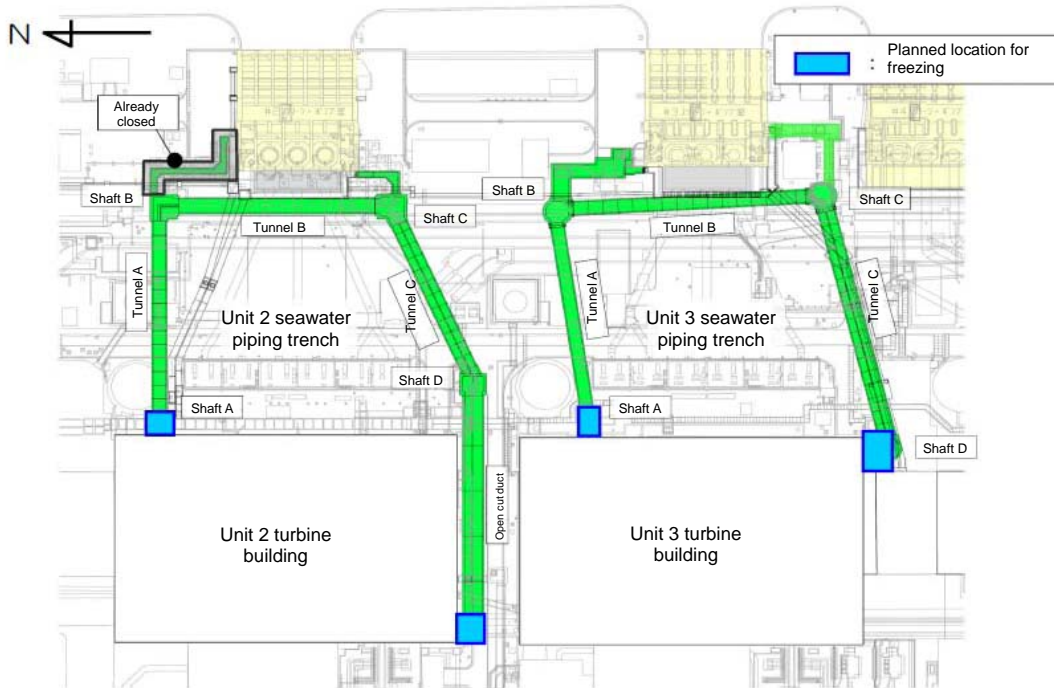 N
: Planned location for
freezing
Already
closed
Shaft B
Tunnel B
Shaft C
Tunnel A
Tunnel C
Unit 2 seawater
piping trench
Shaft D
Shaft A
Open cut duct
Unit 2 turbine
building
Shaft B
Tunnel B
Shaft C
Tunnel A
Tunnel C
Unit 3 seawater
piping trench
Shaft A
Shaft D
Unit 3 turbine
building